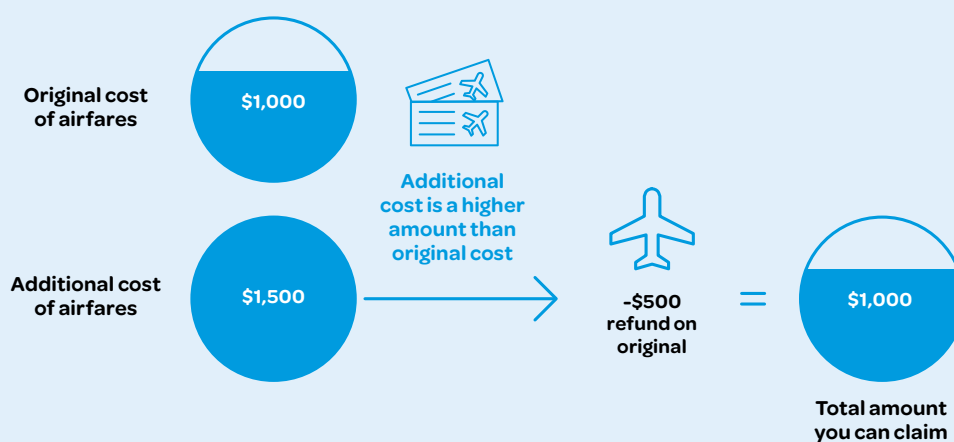 Original cost
of airfares
$1,000
Additional
cost is a higher
amount than
original cost
Additional cost
of airfares
$1,500
-$500
refund on
original
=
$1,000
Total amount
you can claim